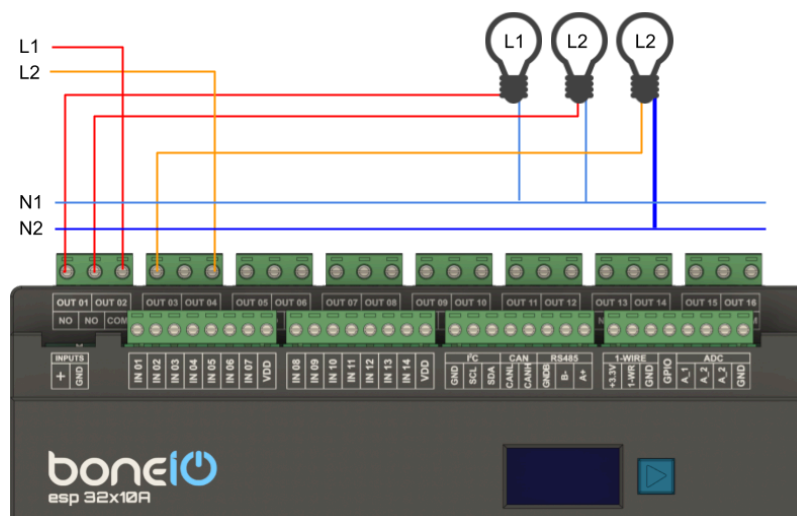 L1 L2 L2
L1
L2
N1
N2
OUT 01 OUT 02 OUT 03 OUT 04 OUT 05 OUT 06 OUT 07 OUT 08 OUT 09 OUT 10 OUT 11 OUT 12 OUT 13 OUT 14 OUT 15 OUT 16
NO NO COM
INPUTS I²C CAN RS485 1-WIRE ADC
+ GND IN 01 IN 02 IN 03 IN 04 IN 05 IN 06 IN 07 VDD IN 08 IN 09 IN 10 IN 11 IN 12 IN 13 IN 14 VDD GND SCL SDA CANL CANH GNDB B- A+ +3.3V 1-WR GND GPIO A_1 A_2 A_2 GND
boneIO
esp 32x10A